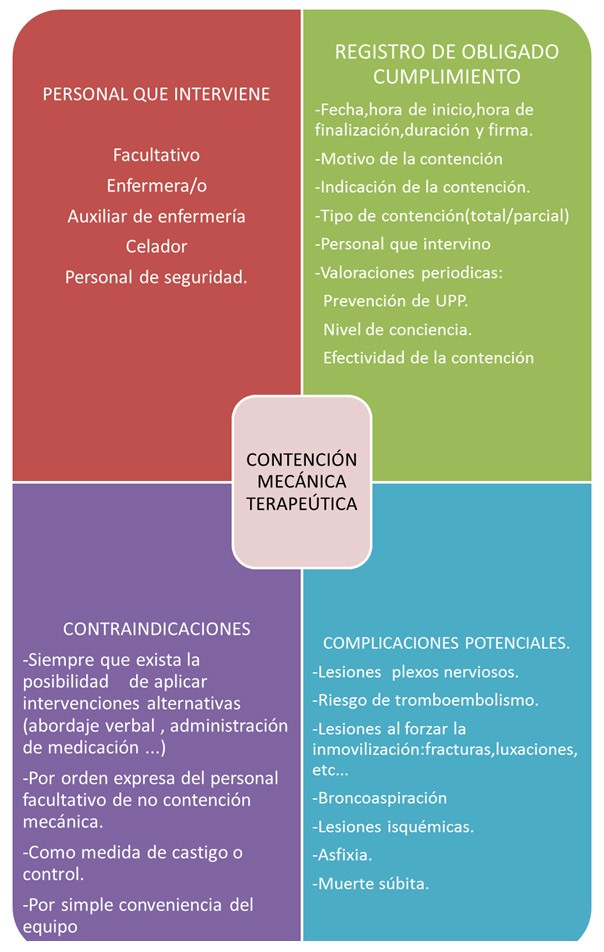 PERSONAL QUE INTERVIENE
Facultativo
Enfermera/o
Auxiliar de enfermería
Celador
Personal de seguridad.
REGISTRO DE OBLIGADO
CUMPLIMIENTO
-Fecha,hora de inicio,hora de
finalización,duración y firma.
-Motivo de la contención
-Indicación de la contención.
-Tipo de contención(total/parcial)
-Personal que intervino
-Valoraciones periodicas:
Prevención de UPP.
Nivel de conciencia.
Efectividad de la contención
CONTENCIÓN
MECÁNICA
TERAPEÚTICA
CONTRAINDICACIONES
-Siempre que exista la
posibilidad de aplicar
intervenciones alternativas
(abordaje verbal , administración
de medicación ...)
-Por orden expresa del personal
facultativo de no contención
mecánica.
-Como medida de castigo o
control.
-Por simple conveniencia del
equipo
COMPLICACIONES POTENCIALES.
-Lesiones plexos nerviosos.
-Riesgo de tromboembolismo.
-Lesiones al forzar la
inmovilización:fracturas,luxaciones,
etc...
-Broncoaspiración
-Lesiones isquémicas.
-Asfixia.
-Muerte súbita.